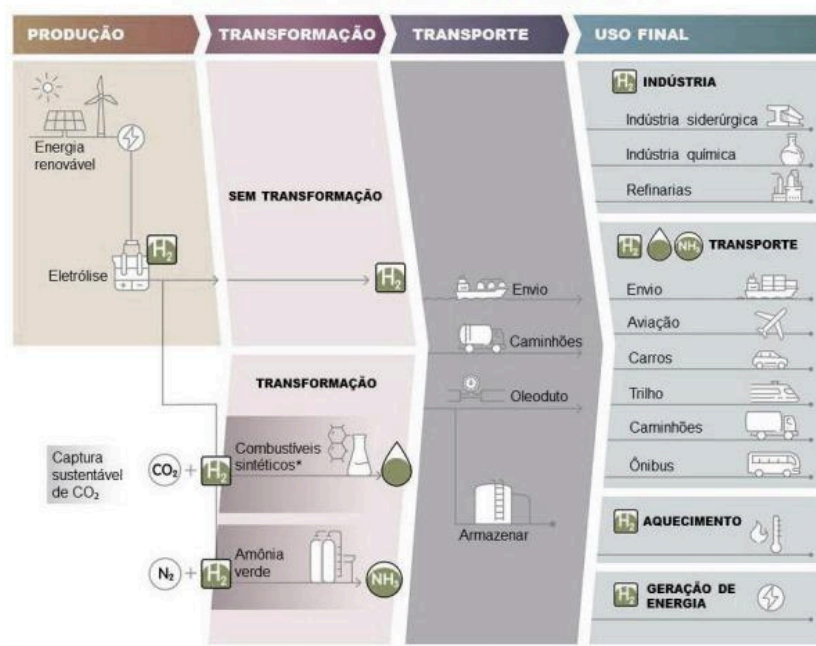 PRODUÇÃO
TRANSFORMAÇÃO
TRANSPORTE
USO FINAL
Energia
renovável
H₂
Eletrólise
SEM TRANSFORMAÇÃO
H₂
TRANSFORMAÇÃO
Captura
sustentável
de CO₂
CO₂ + H₂
Combustíveis
sintéticos*
N₂ + H₂
Amônia
verde
NH₃
Envio
Caminhões
Oleoduto
Armazenar
H₂ INDÚSTRIA
Indústria siderúrgica
Indústria química
Refinarias
H₂ NH₃ TRANSPORTE
Envio
Aviação
Carros
Trilho
Caminhões
Ônibus
H₂ AQUECIMENTO
H₂ GERAÇÃO DE
ENERGIA